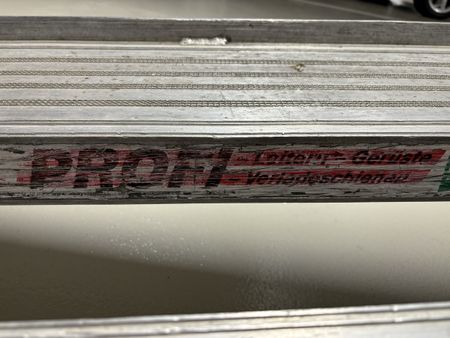 PROFI
Leitern - Gerüste
Verladeschienen